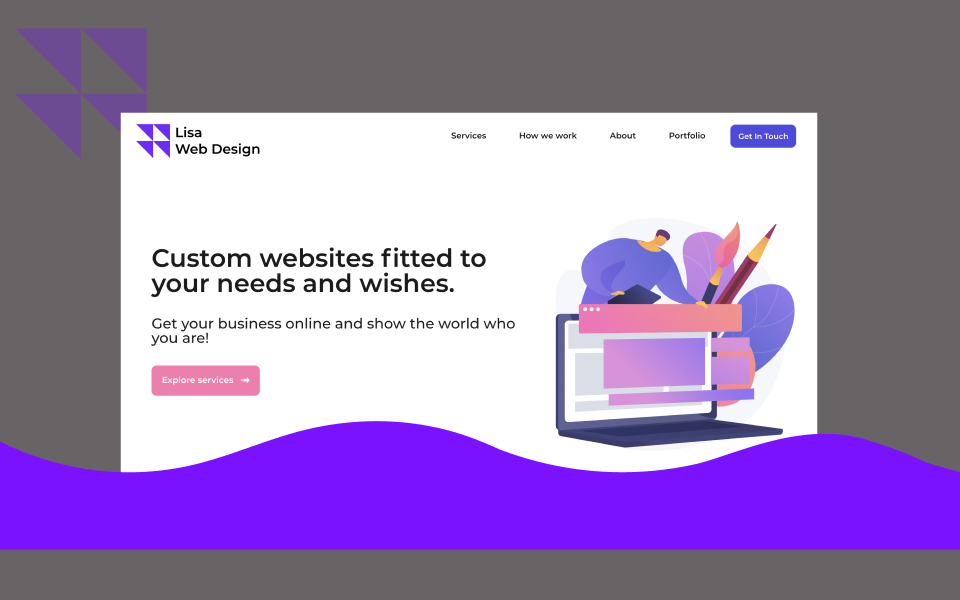 Lisa
Web Design
Services
How we work
About
Portfolio
Get In Touch
Custom websites fitted to
your needs and wishes.
Get your business online and show the world who
you are!
Explore services